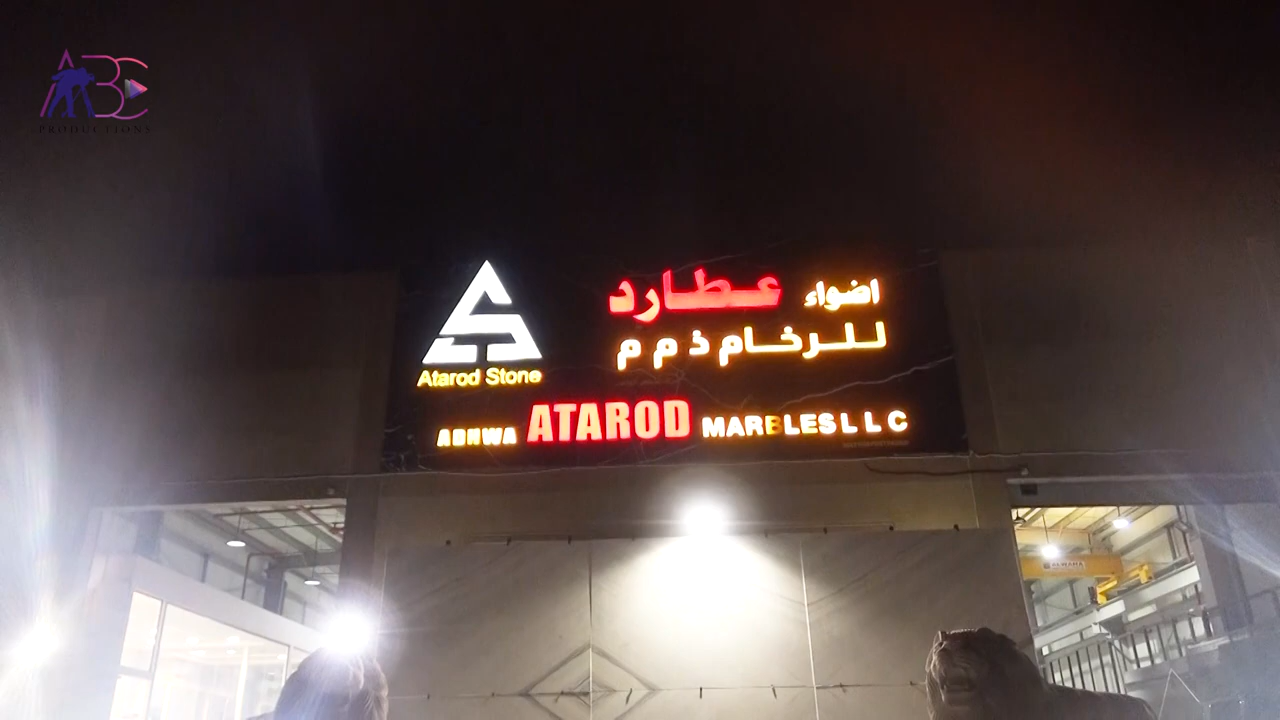 ABC
PRODUCTIONS
اضواء عطارد
للرخام ذ م م
Atarod Stone
ADHWA ATAROD MARBLES L L C